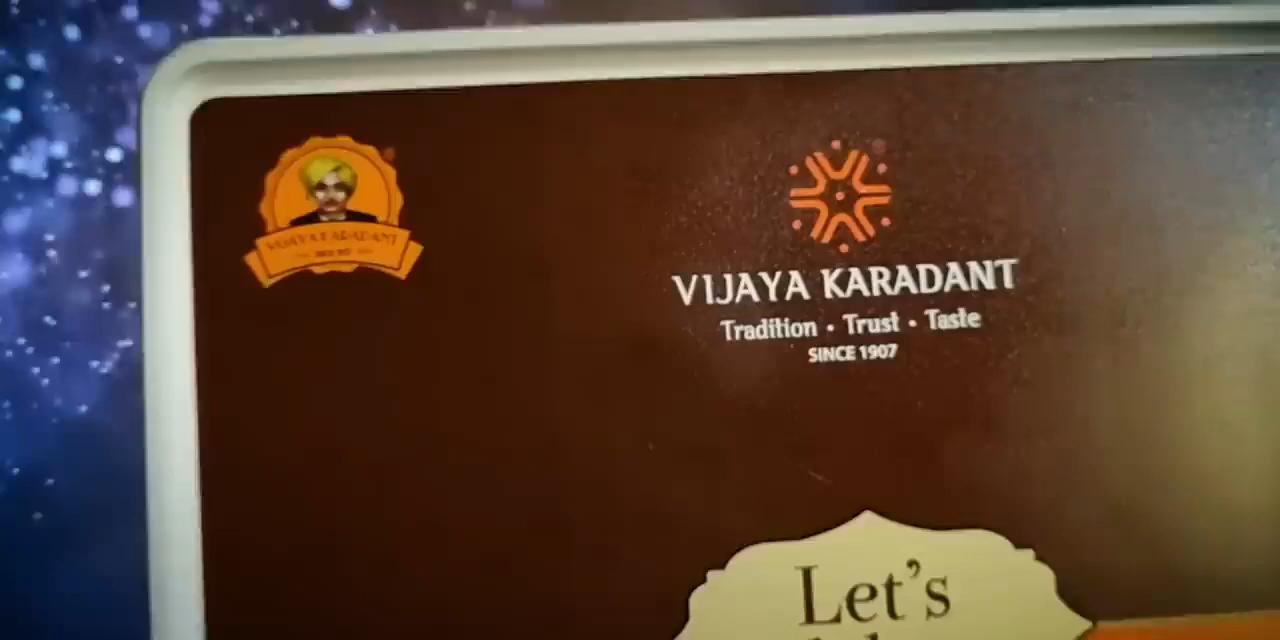 VIJAYA KARADANT
VIJAYA KARADANT
Tradition • Trust • Taste
SINCE 1907
Let's